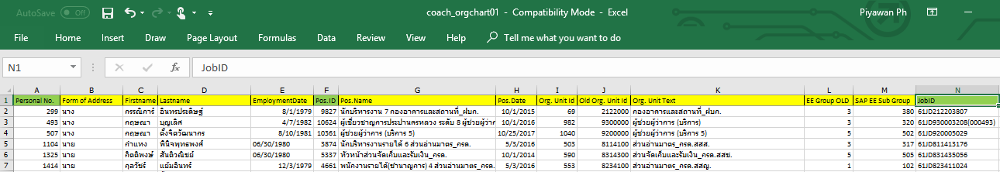 AutoSave Off coach_orgchart01 - Compatibility Mode - Excel Piyawan Ph
File Home Insert Draw Page Layout Formulas Data Review View Help Tell me what you want to do
N1 fx JobID
A B C D E F G H I J K L M N
1 Personal No. Form of Address Firstname Lastname EmploymentDate Pos.ID Pos.Name Pos.Date Org. Unit Id Old Org. Unit Id Org. Unit Text EE Group OLD SAP EE Sub Group JobID
2 299 นาง กรรณิการ์ อินทรประดิษฐ์ 8/1/1979 9827 นักบริหารงาน 7 กองอาคารและสถานที่_ฝบก. 10/1/2015 69 2122000 กองอาคารและสถานที่_ฝบก. 3 380 61JD212203807
3 493 นาง กฤษณา บุญเลิศ 4/7/1982 10624 ผู้เชี่ยวชาญการประปานครหลวง ระดับ 8 ผู้ช่วยผู้ว่าก 10/1/2016 982 9300000 ผู้ช่วยผู้ว่าการ (บริการ) 3 320 61JD930003208(000493)
4 507 นาง กฤษณา ตั้งจิตวัฒนากร 8/10/1981 10361 ผู้ช่วยผู้ว่าการ (บริการ 5) 10/25/2017 1040 9200000 ผู้ช่วยผู้ว่าการ (บริการ 5) 5 502 61JD920005029
5 1104 นาย กำแหง พินิจพุทธพงศ์ 06/30/1980 3874 นักบริหารงานรายได้ 6 ส่วนอ่านมาตร_กรด. 5/3/2016 503 8114100 ส่วนอ่านมาตร_กรด.สสส. 3 317 61JD811413176
6 1325 นาย กิตติพงษ์ สันติวณิชย์ 06/30/1980 5337 หัวหน้าส่วนจัดเก็บและรับเงิน_กรด. 10/1/2014 590 8314300 ส่วนจัดเก็บและรับเงิน_กรด.สสช. 5 505 61JD831435056
7 1414 นาย กุลวัชร์ แย้มอินทร์ 12/3/1979 4661 พนักงานรายได้(ชำนาญการ) 4 ส่วนอ่านมาตร_กรด. 5/3/2016 553 8234100 ส่วนอ่านมาตร_กรด.สสญ. 1 102 61JD823411024